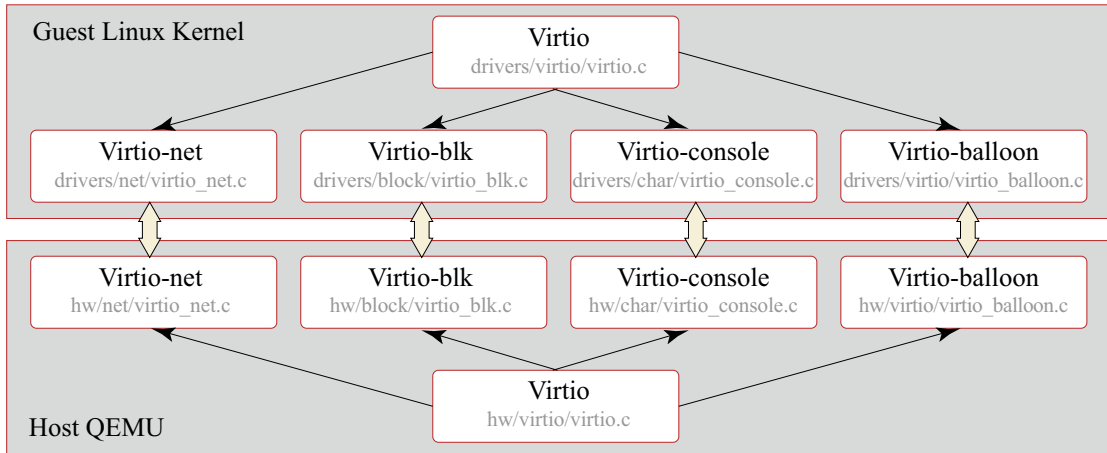 Guest Linux Kernel
Virtio
drivers/virtio/virtio.c
Virtio-net
drivers/net/virtio_net.c
Virtio-blk
drivers/block/virtio_blk.c
Virtio-console
drivers/char/virtio_console.c
Virtio-balloon
drivers/virtio/virtio_balloon.c
Virtio-net
hw/net/virtio_net.c
Virtio-blk
hw/block/virtio_blk.c
Virtio-console
hw/char/virtio_console.c
Virtio-balloon
hw/virtio/virtio_balloon.c
Virtio
hw/virtio/virtio.c
Host QEMU